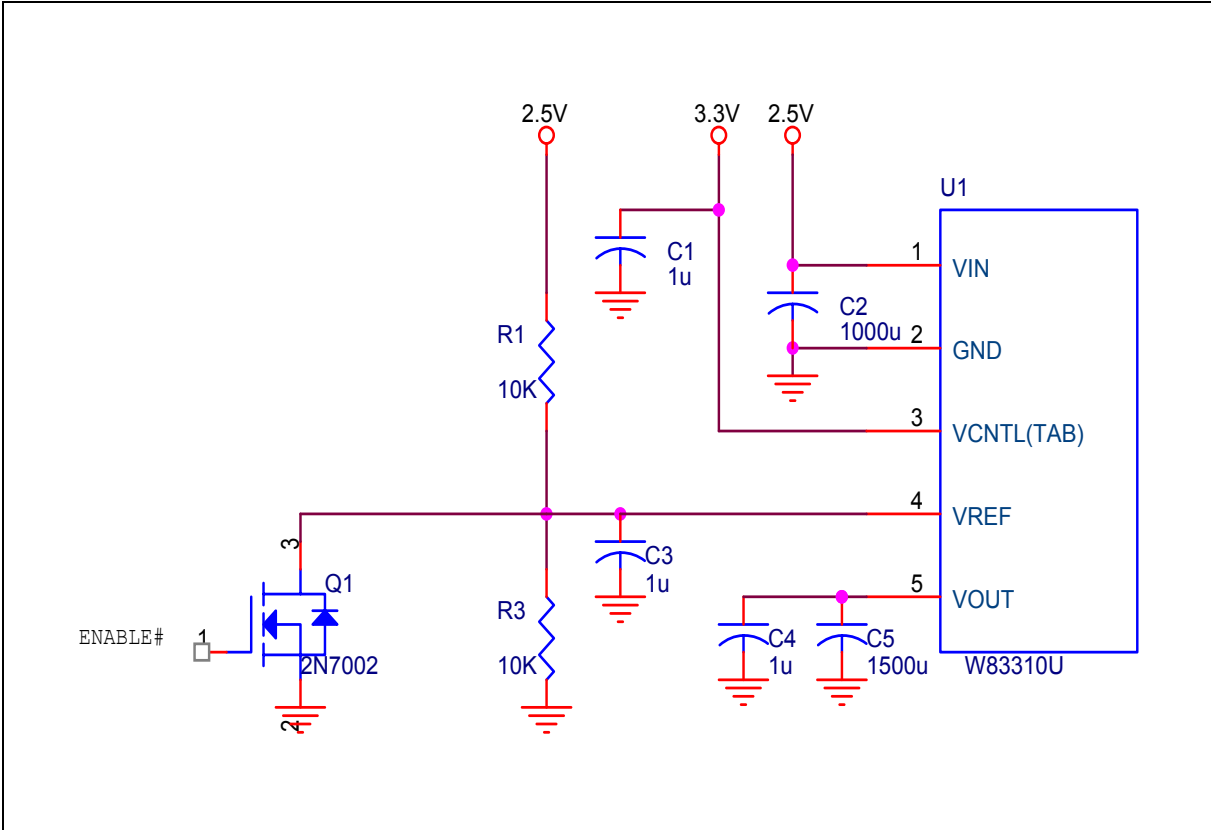 2.5V
3.3V
2.5V
U1
C1
1u
1
VIN
C2
1000u
2
GND
R1
10K
3
VCNTL(TAB)
4
VREF
3
C3
1u
Q1
5
VOUT
R3
10K
ENABLE#
1
2N7002
C4
1u
C5
1500u
W83310U
2